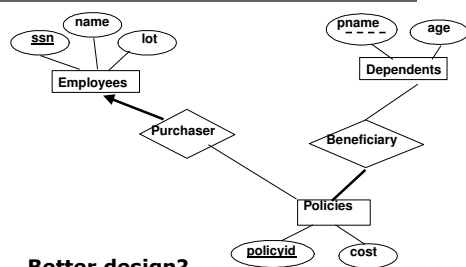 name
ssn
lot
Employees
pname
age
Dependents
Purchaser
Beneficiary
Policies
policyid
cost
Better design?